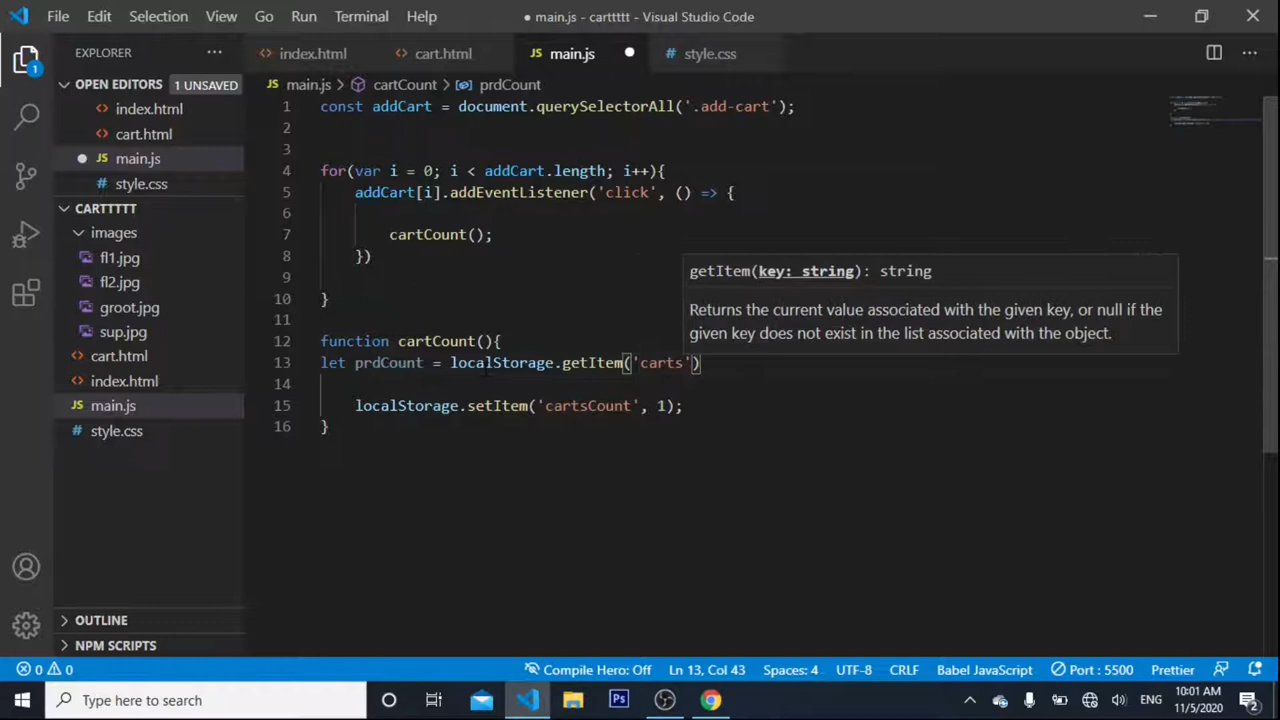 File Edit Selection View Go Run Terminal Help
● main.js - carttttt - Visual Studio Code
EXPLORER ...
index.html cart.html JS main.js # style.css ...
OPEN EDITORS 1 UNSAVED
index.html
cart.html
JS main.js
# style.css
CARTTTTT
images
fl1.jpg
fl2.jpg
groot.jpg
sup.jpg
cart.html
index.html
JS main.js
# style.css
OUTLINE
NPM SCRIPTS
1
JS main.js > cartCount > prdCount
1 const addCart = document.querySelectorAll('.add-cart');
2
3
4 for(var i = 0; i < addCart.length; i++){
5 addCart[i].addEventListener('click', () => {
6
7 cartCount();
8 })
9
10 }
11
12 function cartCount(){
13 let prdCount = localStorage.getItem('carts')
14
15 localStorage.setItem('cartsCount', 1);
16 }
getItem(key: string): string
Returns the current value associated with the given key, or null if the
given key does not exist in the list associated with the object.
0 0 Compile Hero: Off Ln 13, Col 43 Spaces: 4 UTF-8 CRLF Babel JavaScript Port : 5500 Prettier
Type here to search
Ps
ENG
10:01 AM
11/5/2020
2